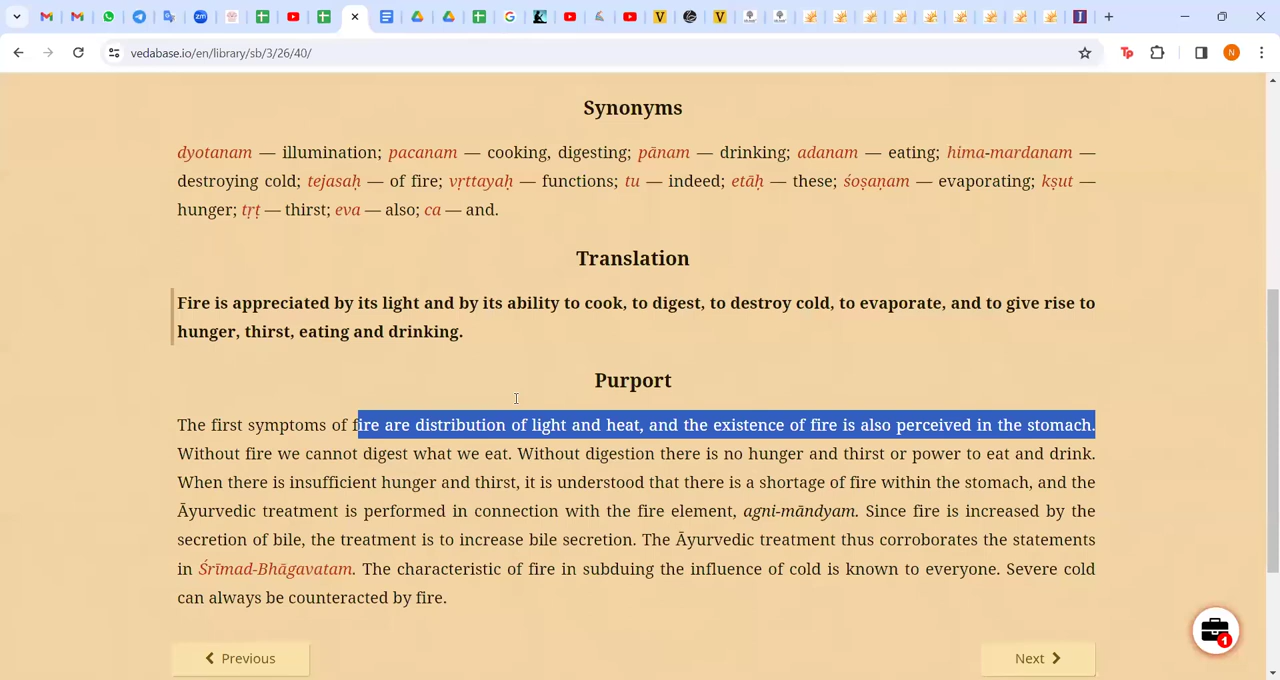 vedabase.io/en/library/sb/3/26/40/
Synonyms
dyotanam — illumination; pacanam — cooking, digesting; pānam — drinking; adanam — eating; hima-mardanam —
destroying cold; tejasaḥ — of fire; vṛttayaḥ — functions; tu — indeed; etāḥ — these; śoṣaṇam — evaporating; kṣut —
hunger; tṛṭ — thirst; eva — also; ca — and.
Translation
Fire is appreciated by its light and by its ability to cook, to digest, to destroy cold, to evaporate, and to give rise to
hunger, thirst, eating and drinking.
Purport
The first symptoms of fire are distribution of light and heat, and the existence of fire is also perceived in the stomach.
Without fire we cannot digest what we eat. Without digestion there is no hunger and thirst or power to eat and drink.
When there is insufficient hunger and thirst, it is understood that there is a shortage of fire within the stomach, and the
Āyurvedic treatment is performed in connection with the fire element, agni-māndyam. Since fire is increased by the
secretion of bile, the treatment is to increase bile secretion. The Āyurvedic treatment thus corroborates the statements
in Śrīmad-Bhāgavatam. The characteristic of fire in subduing the influence of cold is known to everyone. Severe cold
can always be counteracted by fire.
1
Previous
Next